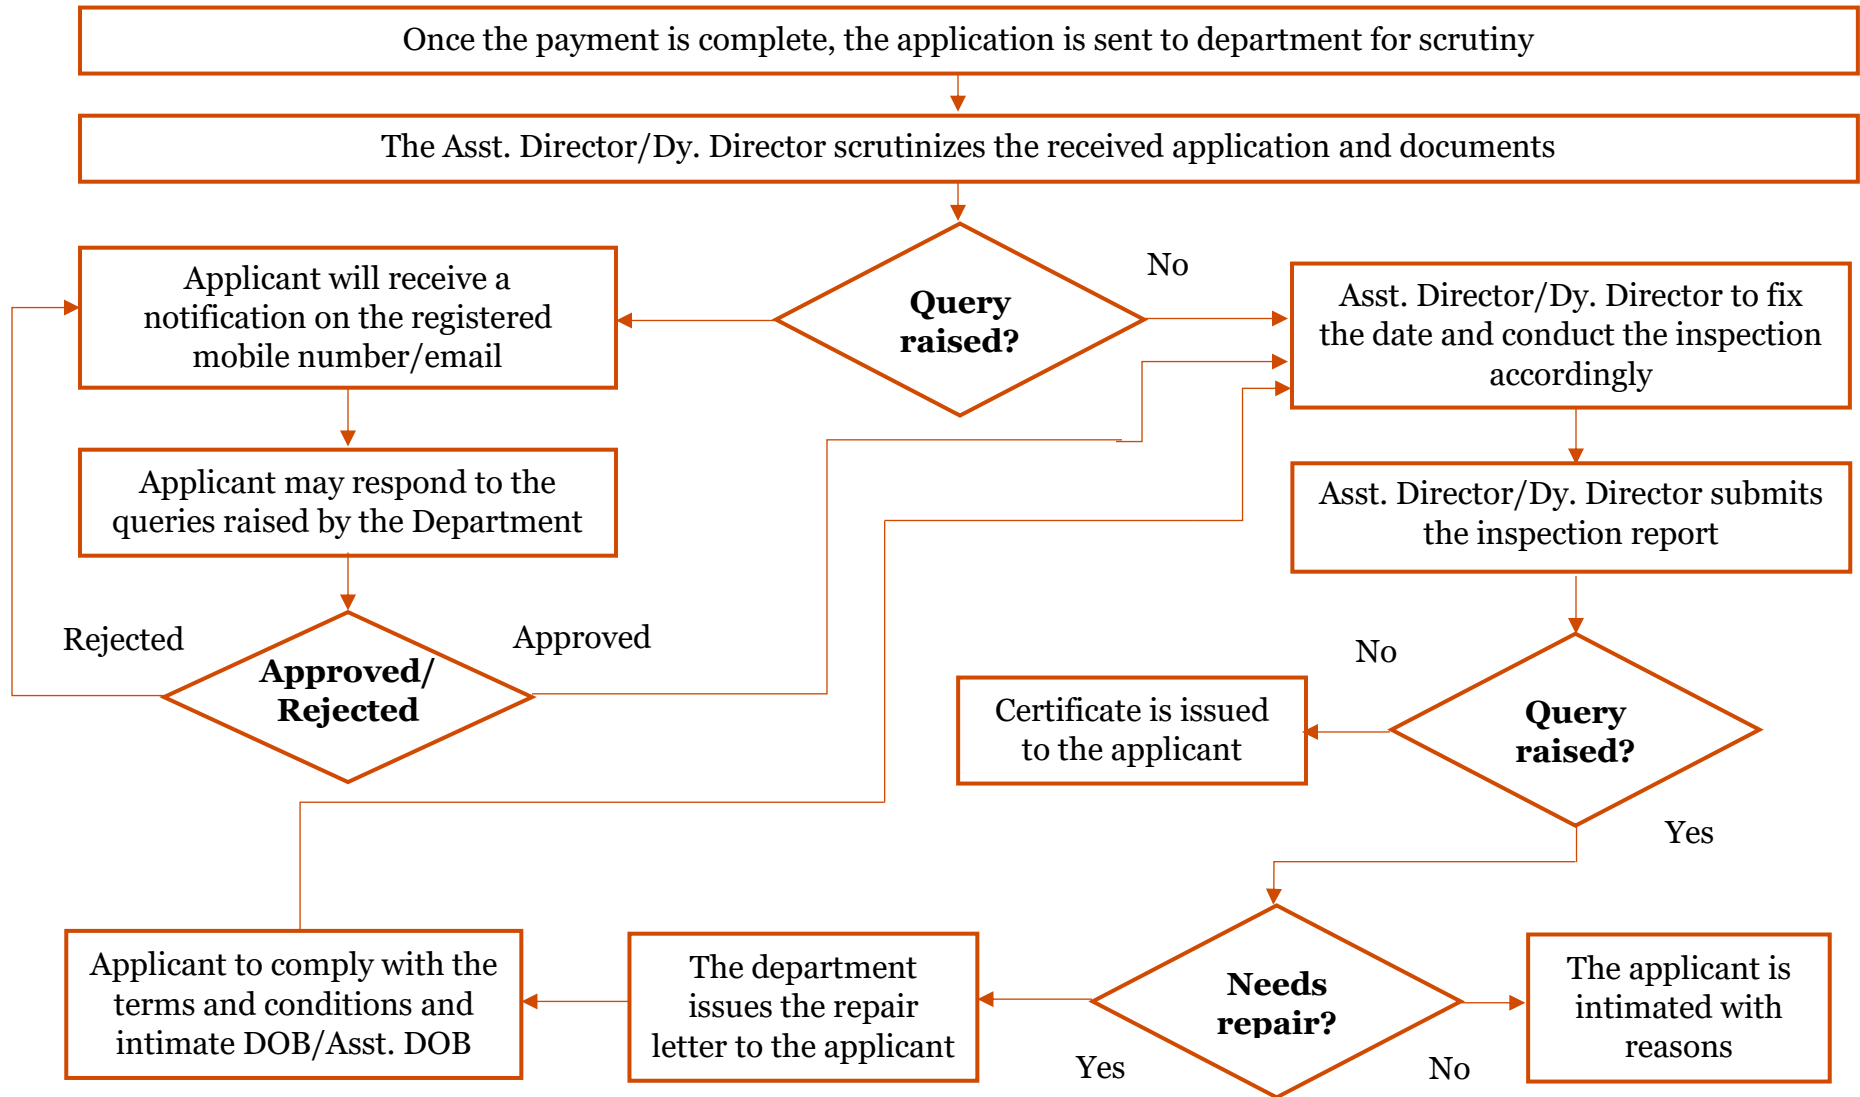 Once the payment is complete, the application is sent to department for scrutiny
The Asst. Director/Dy. Director scrutinizes the received application and documents
Applicant will receive a
notification on the registered
mobile number/email
Query
raised?
No
Asst. Director/Dy. Director to fix
the date and conduct the inspection
accordingly
Applicant may respond to the
queries raised by the Department
Asst. Director/Dy. Director submits
the inspection report
Rejected
Approved/
Rejected
Approved
No
Certificate is issued
to the applicant
Query
raised?
Yes
Applicant to comply with the
terms and conditions and
intimate DOB/Asst. DOB
The department
issues the repair
letter to the applicant
Yes
Needs
repair?
No
The applicant is
intimated with
reasons